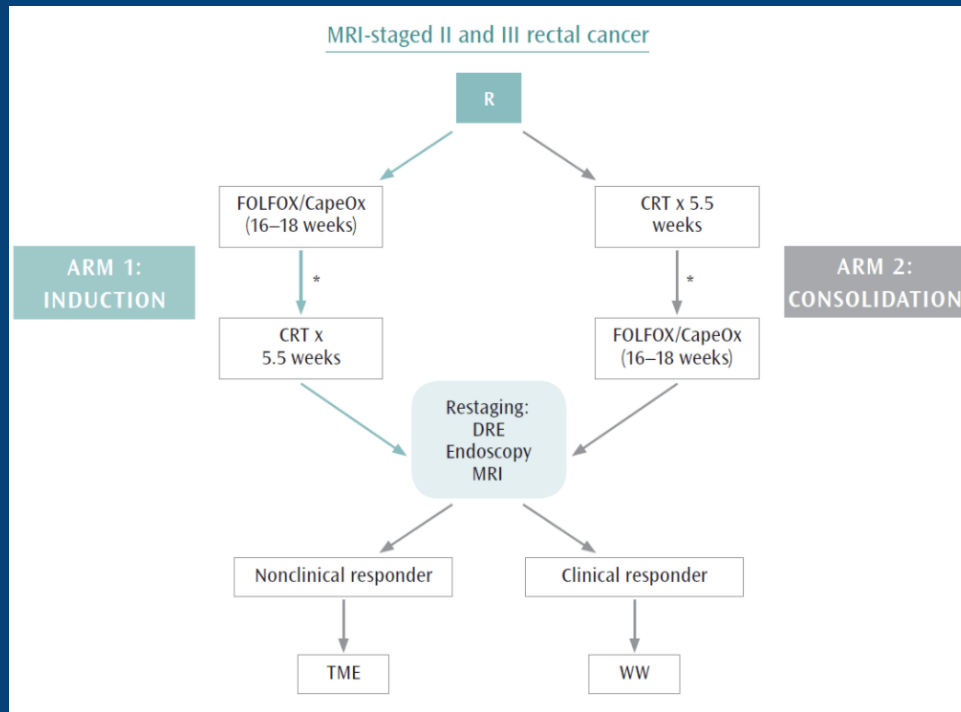 MRI-staged II and III rectal cancer
R
FOLFOX/CapeOx
(16–18 weeks)
CRT x 5.5
weeks
ARM 1:
INDUCTION
*
*
ARM 2:
CONSOLIDATION
CRT x
5.5 weeks
FOLFOX/CapeOx
(16–18 weeks)
Restaging:
DRE
Endoscopy
MRI
Nonclinical responder
Clinical responder
TME
WW